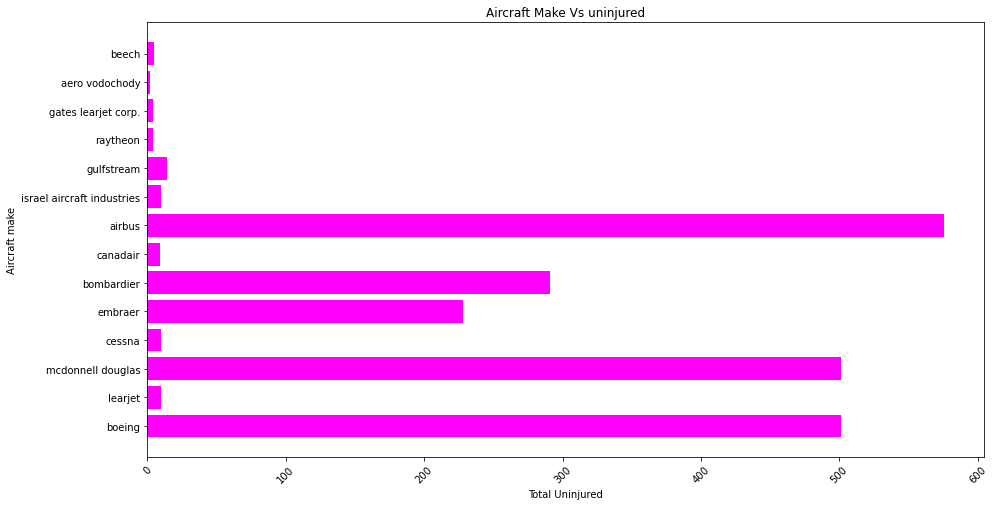 Aircraft Make Vs uninjured
beech
aero vodochody
gates learjet corp.
raytheon
gulfstream
israel aircraft industries
airbus
canadair
bombardier
embraer
cessna
mcdonnell douglas
learjet
boeing
Aircraft make
0 100 200 300 400 500 600
Total Uninjured